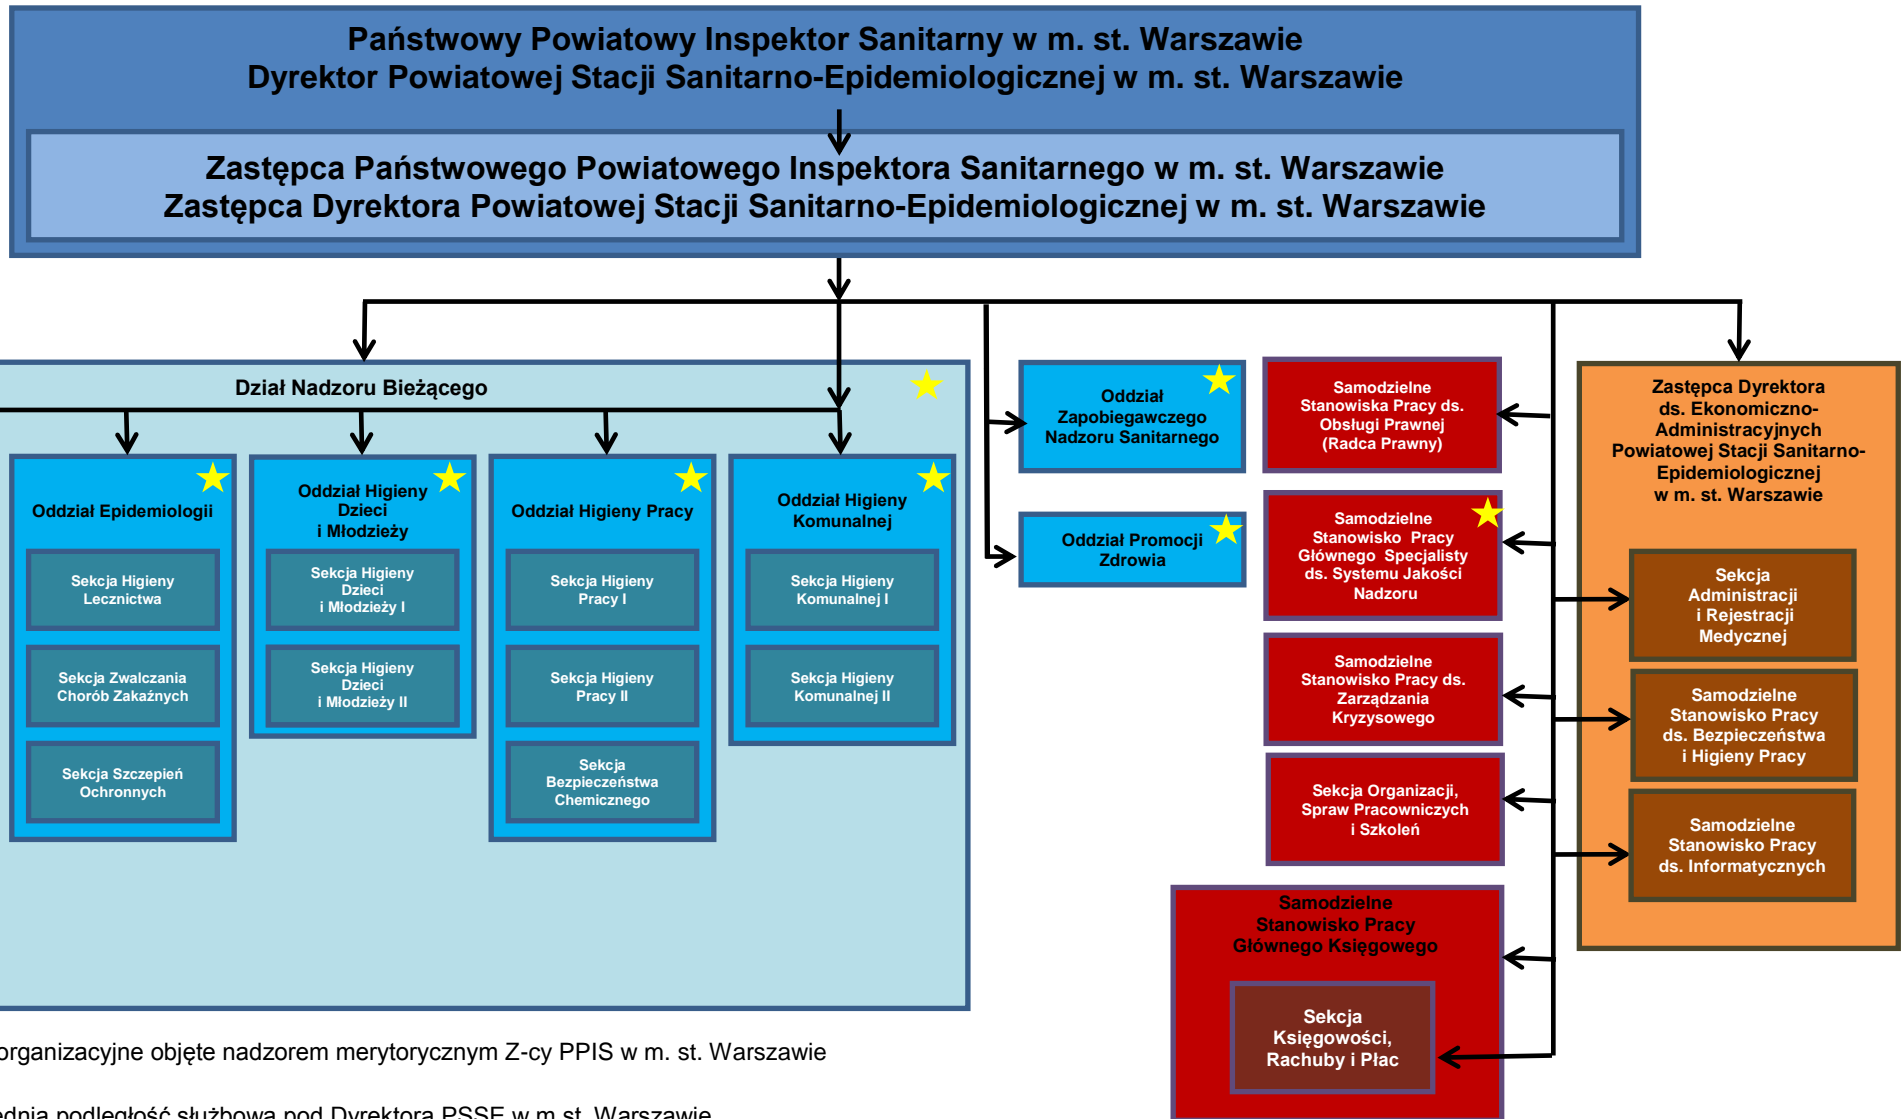 Państwowy Powiatowy Inspektor Sanitarny w m. st. Warszawie
Dyrektor Powiatowej Stacji Sanitarno-Epidemiologicznej w m. st. Warszawie
Zastępca Państwowego Powiatowego Inspektora Sanitarnego w m. st. Warszawie
Zastępca Dyrektora Powiatowej Stacji Sanitarno-Epidemiologicznej w m. st. Warszawie
Dział Nadzoru Bieżącego
Oddział Epidemiologii
Sekcja Higieny
Lecznictwa
Sekcja Zwalczania
Chorób Zakaźnych
Sekcja Szczepień
Ochronnych
Oddział Higieny
Dzieci
i Młodzieży
Sekcja Higieny
Dzieci
i Młodzieży I
Sekcja Higieny
Dzieci
i Młodzieży II
Oddział Higieny Pracy
Sekcja Higieny
Pracy I
Sekcja Higieny
Pracy II
Sekcja
Bezpieczeństwa
Chemicznego
Oddział Higieny
Komunalnej
Sekcja Higieny
Komunalnej I
Sekcja Higieny
Komunalnej II
Oddział
Zapobiegawczego
Nadzoru Sanitarnego
Oddział Promocji
Zdrowia
Samodzielne
Stanowiska Pracy ds.
Obsługi Prawnej
(Radca Prawny)
Samodzielne
Stanowisko Pracy
Głównego Specjalisty
ds. Systemu Jakości
Nadzoru
Samodzielne
Stanowisko Pracy ds.
Zarządzania
Kryzysowego
Sekcja Organizacji,
Spraw Pracowniczych
i Szkoleń
Samodzielne
Stanowisko Pracy
Głównego Księgowego
Sekcja
Księgowości,
Rachuby i Płac
Zastępca Dyrektora
ds. Ekonomiczno-
Administracyjnych
Powiatowej Stacji Sanitarno-
Epidemiologicznej
w m. st. Warszawie
Sekcja
Administracji
i Rejestracji
Medycznej
Samodzielne
Stanowisko Pracy
ds. Bezpieczeństwa
i Higieny Pracy
Samodzielne
Stanowisko Pracy
ds. Informatycznych
organizacyjne objęte nadzorem merytorycznym Z-cy PPIS w m. st. Warszawie
podległość służbowa pod Dyrektora PSSE w m.st. Warszawie